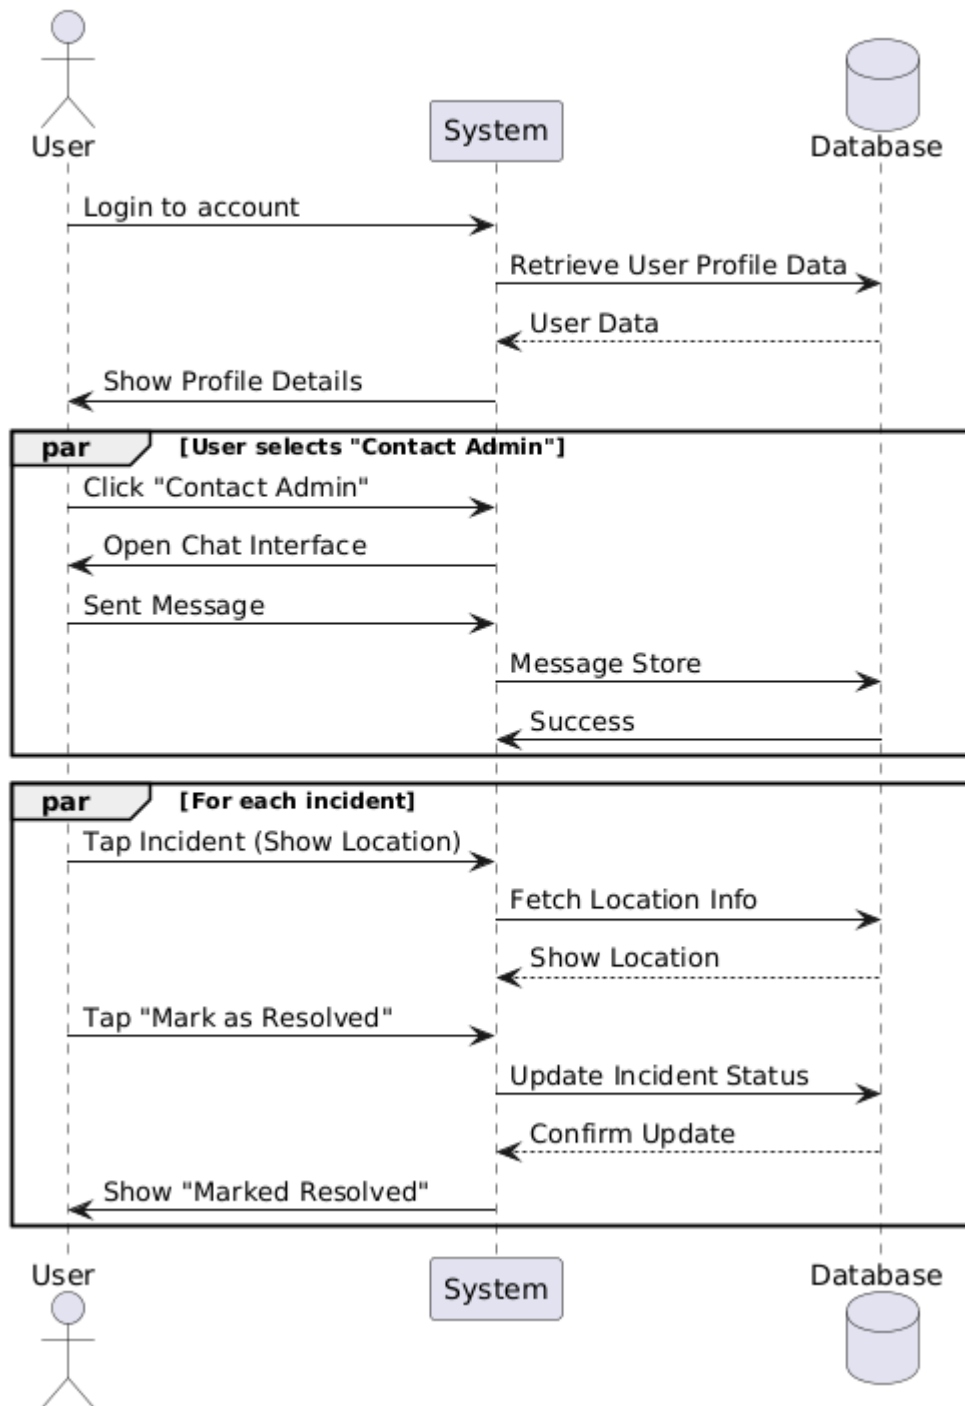 User
System
Database
Login to account
Retrieve User Profile Data
User Data
Show Profile Details
par [User selects "Contact Admin"]
Click "Contact Admin"
Open Chat Interface
Sent Message
Message Store
Success
par [For each incident]
Tap Incident (Show Location)
Fetch Location Info
Show Location
Tap "Mark as Resolved"
Update Incident Status
Confirm Update
Show "Marked Resolved"
User
System
Database